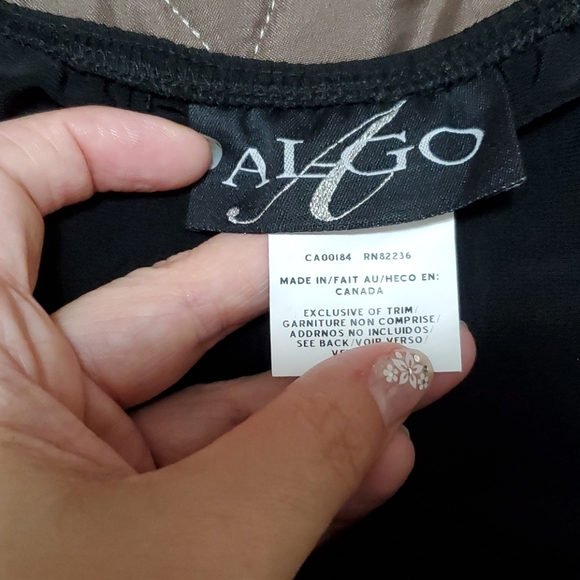 DALAGO
CA00184 RN82236
MADE IN/FAIT AU/HECO EN:
CANADA
EXCLUSIVE OF TRIM/
GARNITURE NON COMPRISE/
ADDRNOS NO INCLUIDOS/
SEE BACK/VOIR VERSO/